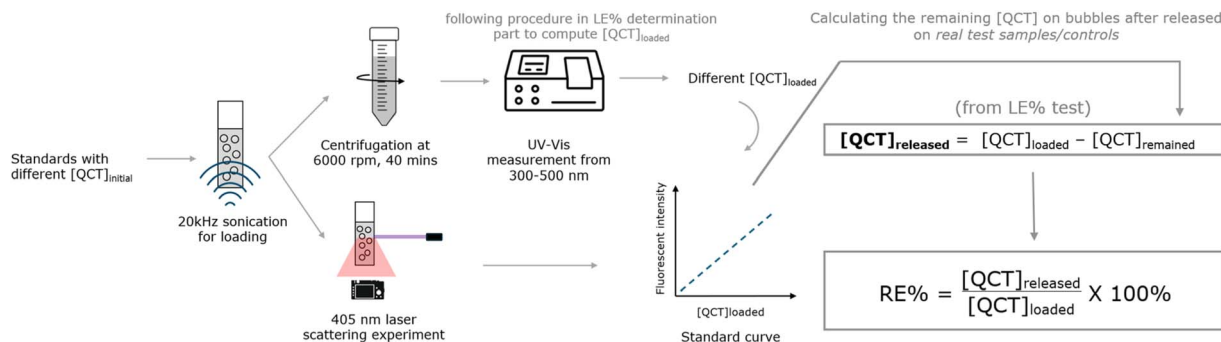 following procedure in LE% determination
part to compute [QCT]loaded
Calculating the remaining [QCT] on bubbles after released
on real test samples/controls
Different [QCT]loaded
(from LE% test)
Centrifugation at
6000 rpm, 40 mins
UV-Vis
measurement from
300-500 nm
[QCT]released = [QCT]loaded – [QCT]remained
Standards with
different [QCT]initial
20kHz sonication
for loading
Fluorescent intensity
[QCT]loaded
Standard curve
405 nm laser
scattering experiment
RE% = [QCT]released / [QCT]loaded X 100%